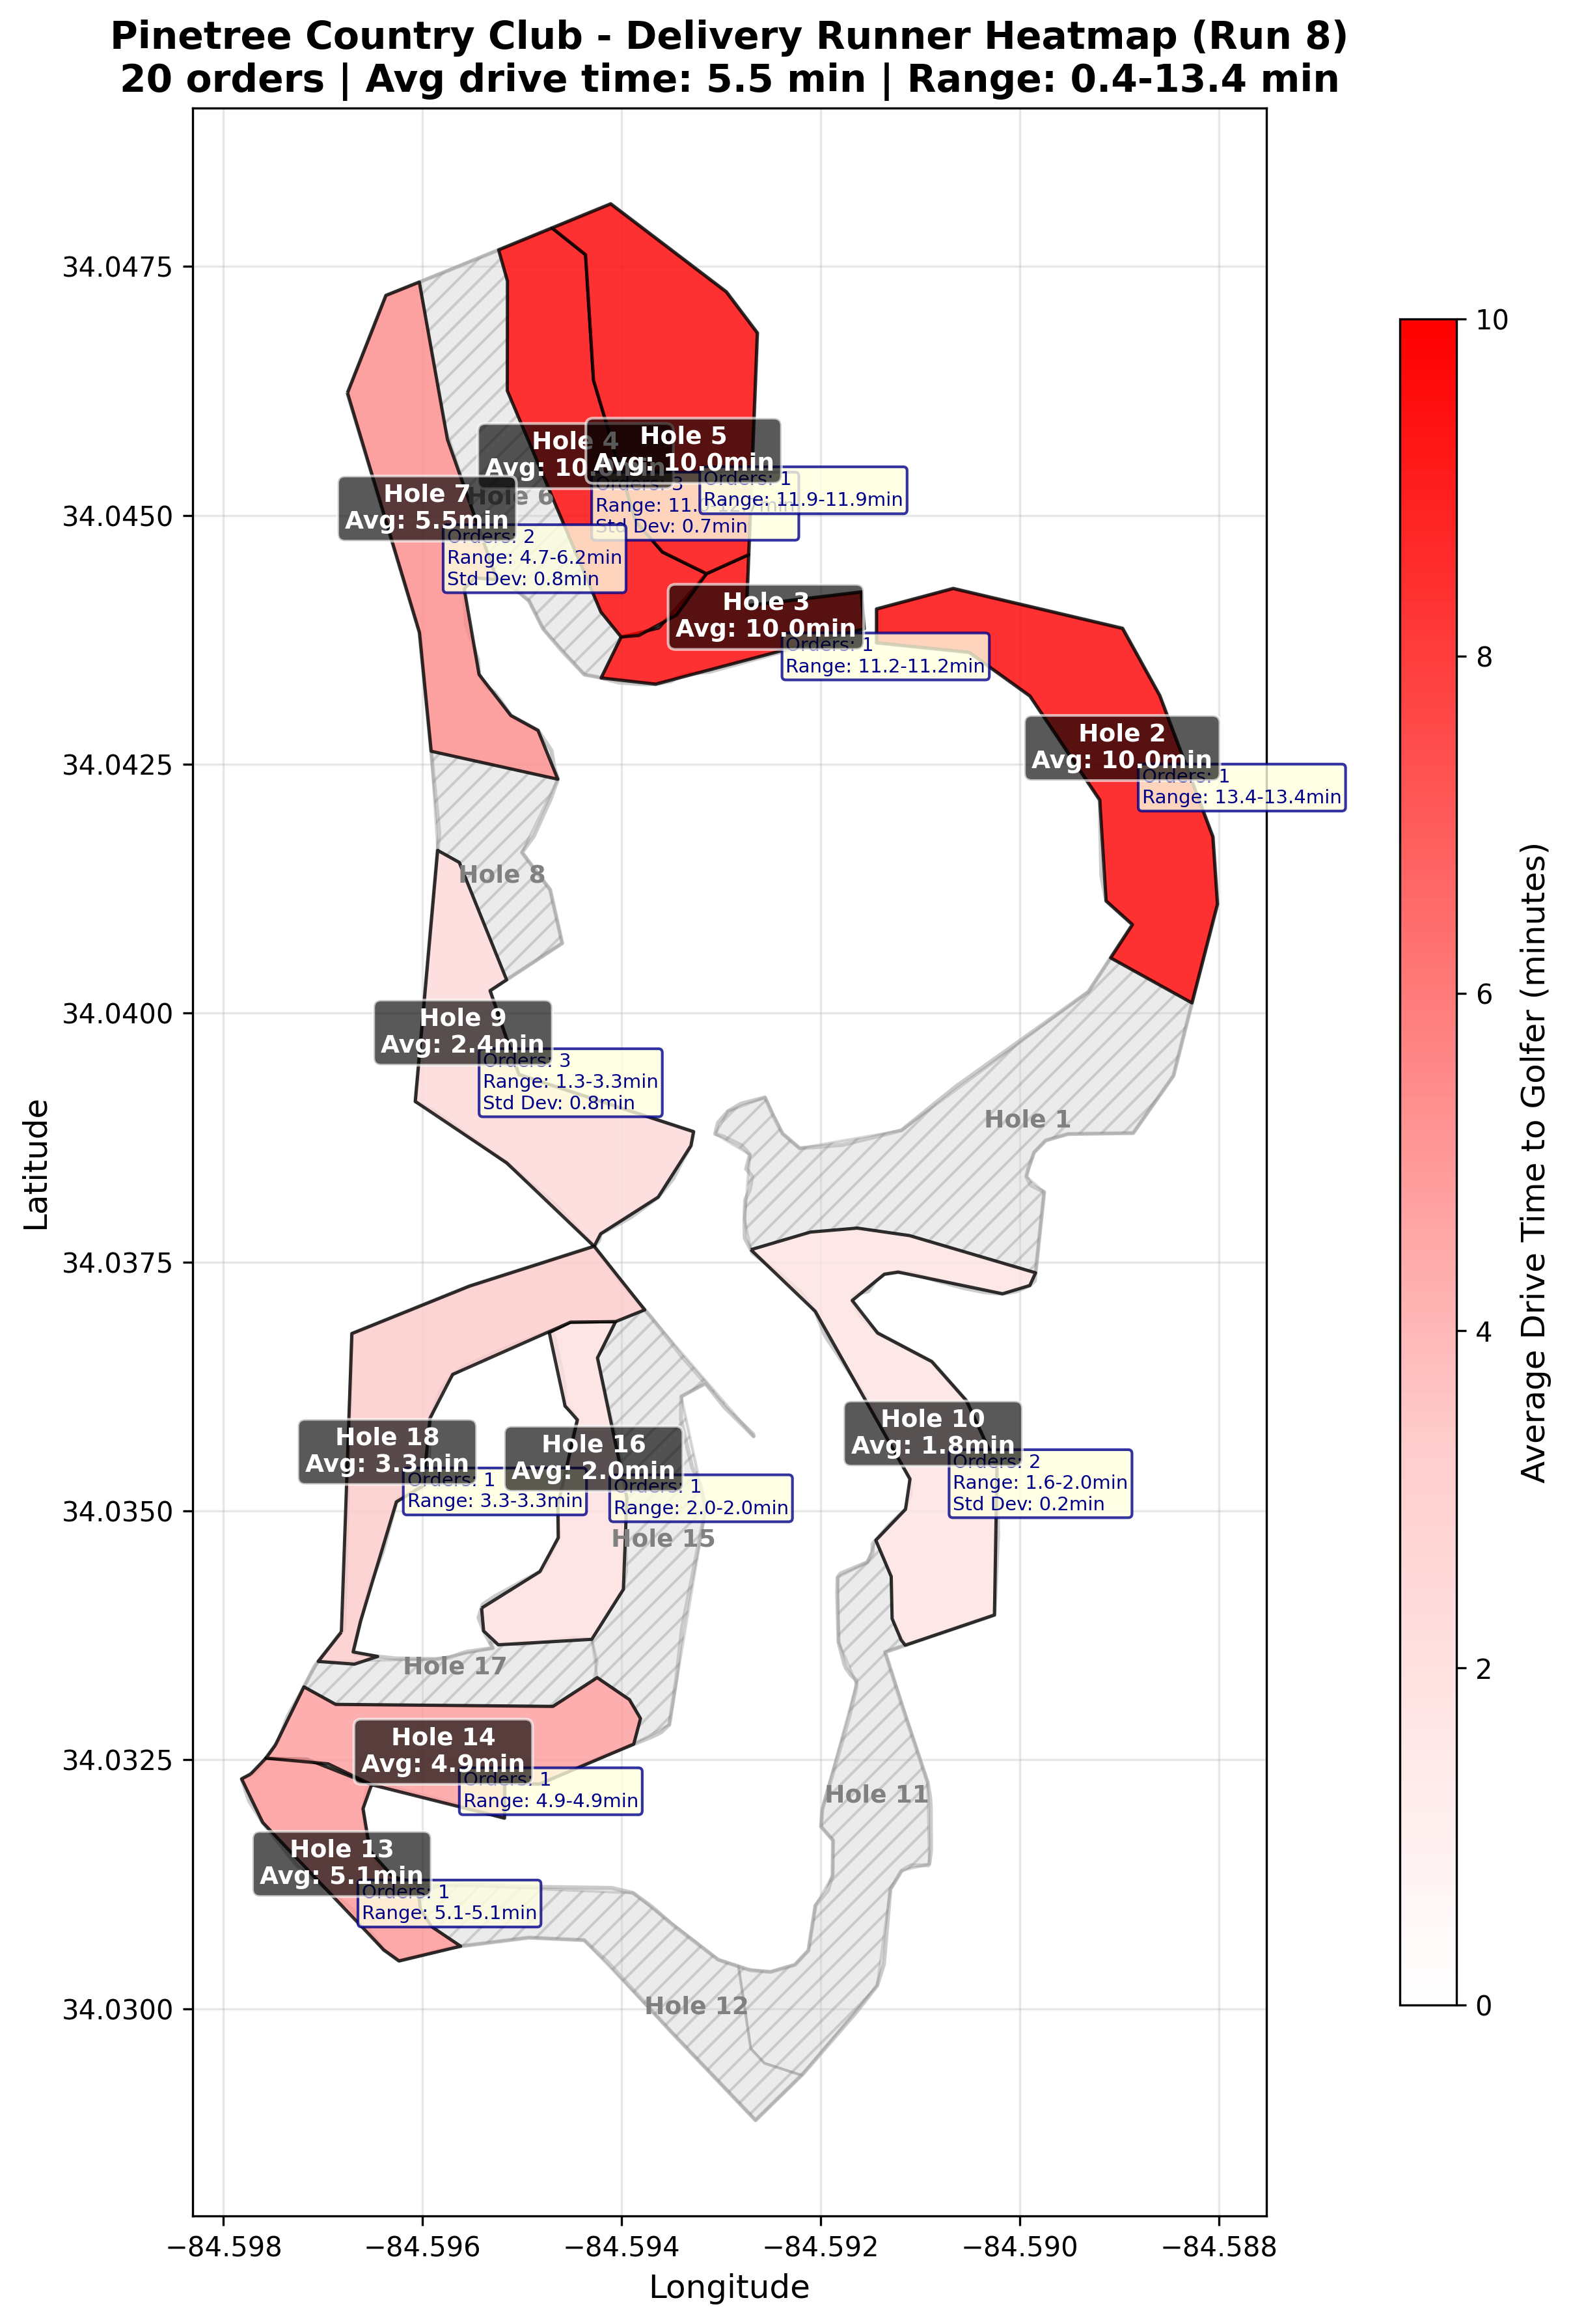 Pinetree Country Club - Delivery Runner Heatmap (Run 8)
20 orders | Avg drive time: 5.5 min | Range: 0.4-13.4 min
34.0475
34.0450
34.0425
34.0400
34.0375
34.0350
34.0325
34.0300
Latitude
Hole 4
Avg: 10.
Hole 5
Avg: 10.0min
Orders: 3
Range: 11.
Std Dev: 0.7min
Orders: 1
Range: 11.9-11.9min
Hole 6
Hole 7
Avg: 5.5min
Orders: 2
Range: 4.7-6.2min
Std Dev: 0.8min
Hole 3
Avg: 10.0min
Orders: 1
Range: 11.2-11.2min
Hole 2
Avg: 10.0min
Orders: 1
Range: 13.4-13.4min
Hole 8
Hole 9
Avg: 2.4min
Orders: 3
Range: 1.3-3.3min
Std Dev: 0.8min
Hole 1
Hole 10
Avg: 1.8min
Orders: 2
Range: 1.6-2.0min
Std Dev: 0.2min
Hole 18
Avg: 3.3min
Orders: 1
Range: 3.3-3.3min
Hole 16
Avg: 2.0min
Orders: 1
Range: 2.0-2.0min
Hole 15
Hole 17
Hole 14
Avg: 4.9min
Orders: 1
Range: 4.9-4.9min
Hole 11
Hole 13
Avg: 5.1min
Orders: 1
Range: 5.1-5.1min
Hole 12
−84.598
−84.596
−84.594
−84.592
−84.590
−84.588
Longitude
10
8
6
4
2
0
Average Drive Time to Golfer (minutes)